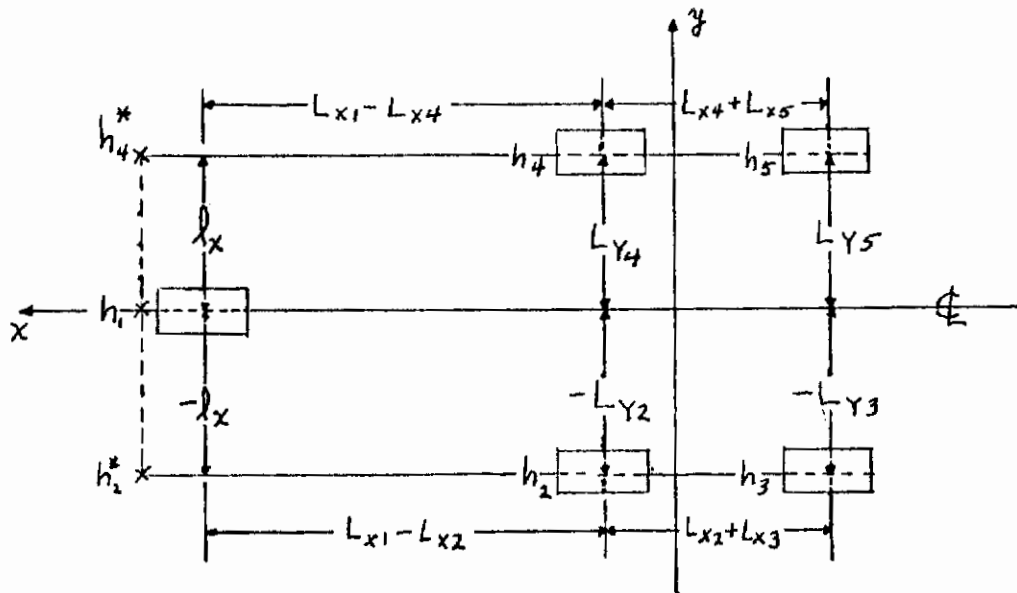 y
L_{x1} - L_{x4}
L_{x4} + L_{x5}
h_4^*
h_4
h_5
l_x
L_{Y4}
L_{Y5}
x
h_1
℄
-l_x
-L_{Y2}
-L_{Y3}
h_2^*
h_2
h_3
L_{x1} - L_{x2}
L_{x2} + L_{x3}